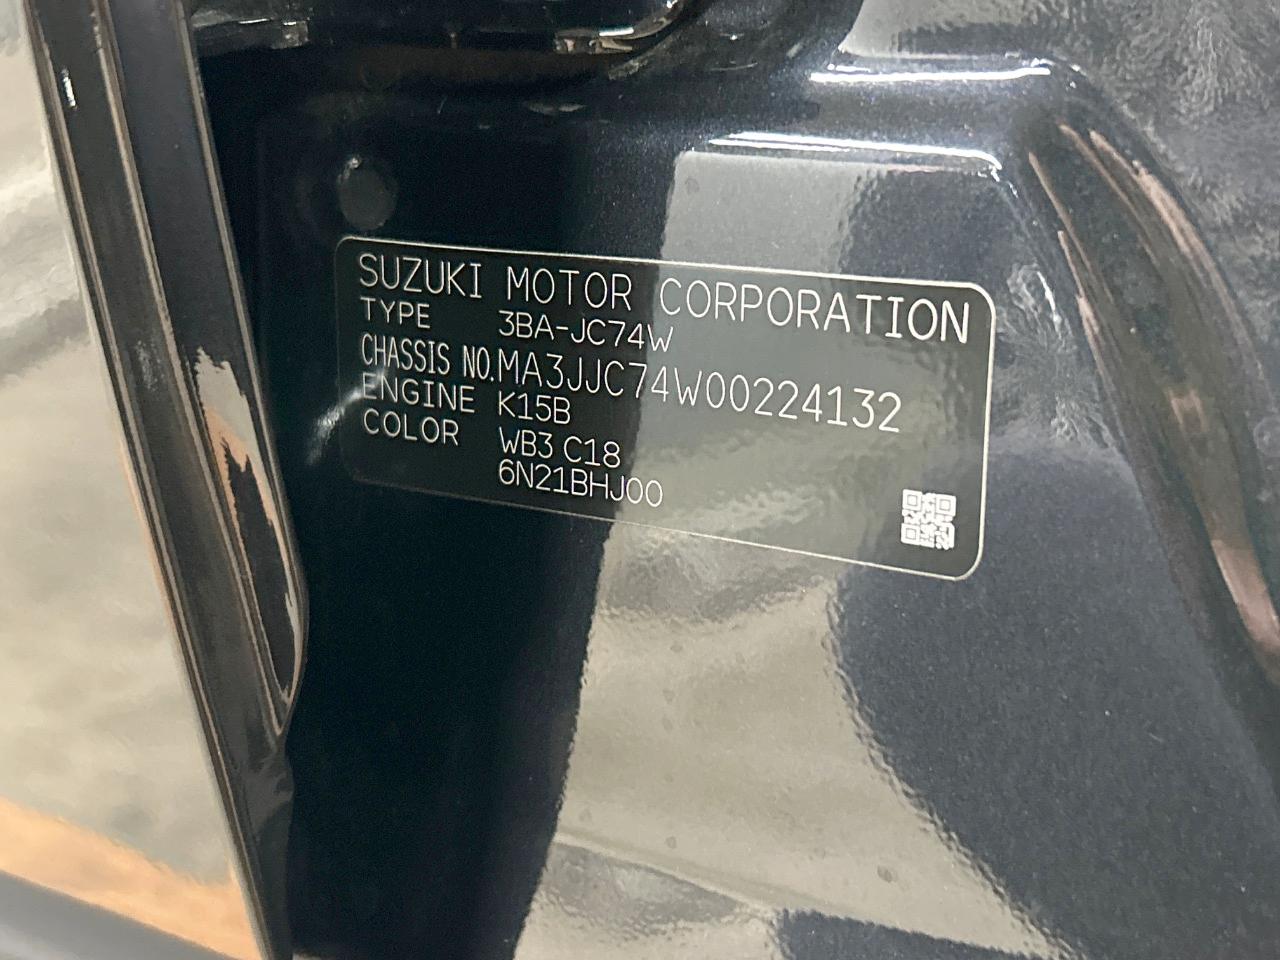 SUZUKI MOTOR CORPORATION
TYPE 3BA-JC74W
CHASSIS NO. MA3JJC74W00224132
ENGINE K15B
COLOR WB3 C18
6N21BHJ00